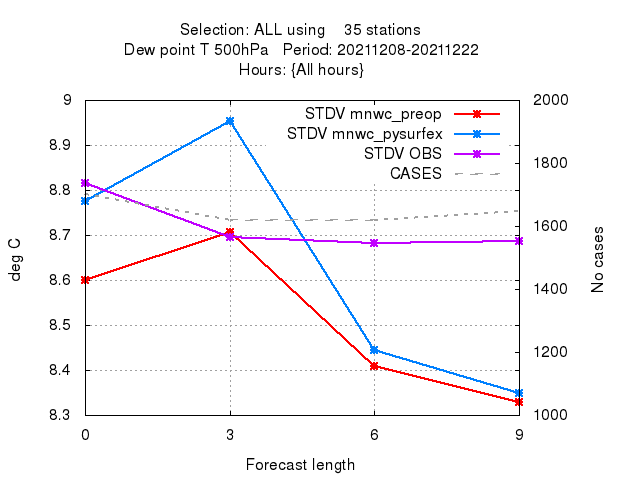 Selection: ALL using    35 stations
Dew point T 500hPa   Period: 20211208-20211222
Hours: {All hours}
STDV mnwc_preop
STDV mnwc_pysurfex
STDV OBS
CASES
deg C
9
8.9
8.8
8.7
8.6
8.5
8.4
8.3
2000
1800
1600
1400
1200
1000
No cases
0 3 6 9
Forecast length